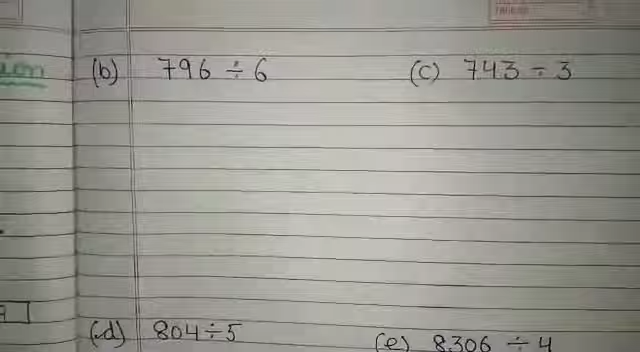 (b) 796 ÷ 6 (c) 743 ÷ 3
(d) 804÷5 (e) 8306 ÷ 4